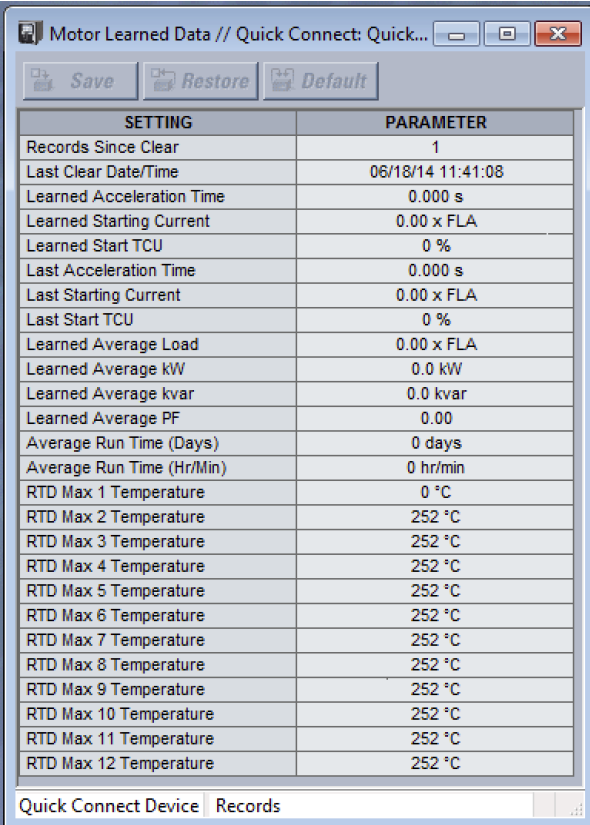 Motor Learned Data // Quick Connect: Quick...
Save Restore Default
SETTING PARAMETER
Records Since Clear 1
Last Clear Date/Time 06/18/14 11:41:08
Learned Acceleration Time 0.000 s
Learned Starting Current 0.00 x FLA
Learned Start TCU 0 %
Last Acceleration Time 0.000 s
Last Starting Current 0.00 x FLA
Last Start TCU 0 %
Learned Average Load 0.00 x FLA
Learned Average kW 0.0 kW
Learned Average kvar 0.0 kvar
Learned Average PF 0.00
Average Run Time (Days) 0 days
Average Run Time (Hr/Min) 0 hr/min
RTD Max 1 Temperature 0 °C
RTD Max 2 Temperature 252 °C
RTD Max 3 Temperature 252 °C
RTD Max 4 Temperature 252 °C
RTD Max 5 Temperature 252 °C
RTD Max 6 Temperature 252 °C
RTD Max 7 Temperature 252 °C
RTD Max 8 Temperature 252 °C
RTD Max 9 Temperature 252 °C
RTD Max 10 Temperature 252 °C
RTD Max 11 Temperature 252 °C
RTD Max 12 Temperature 252 °C
Quick Connect Device Records